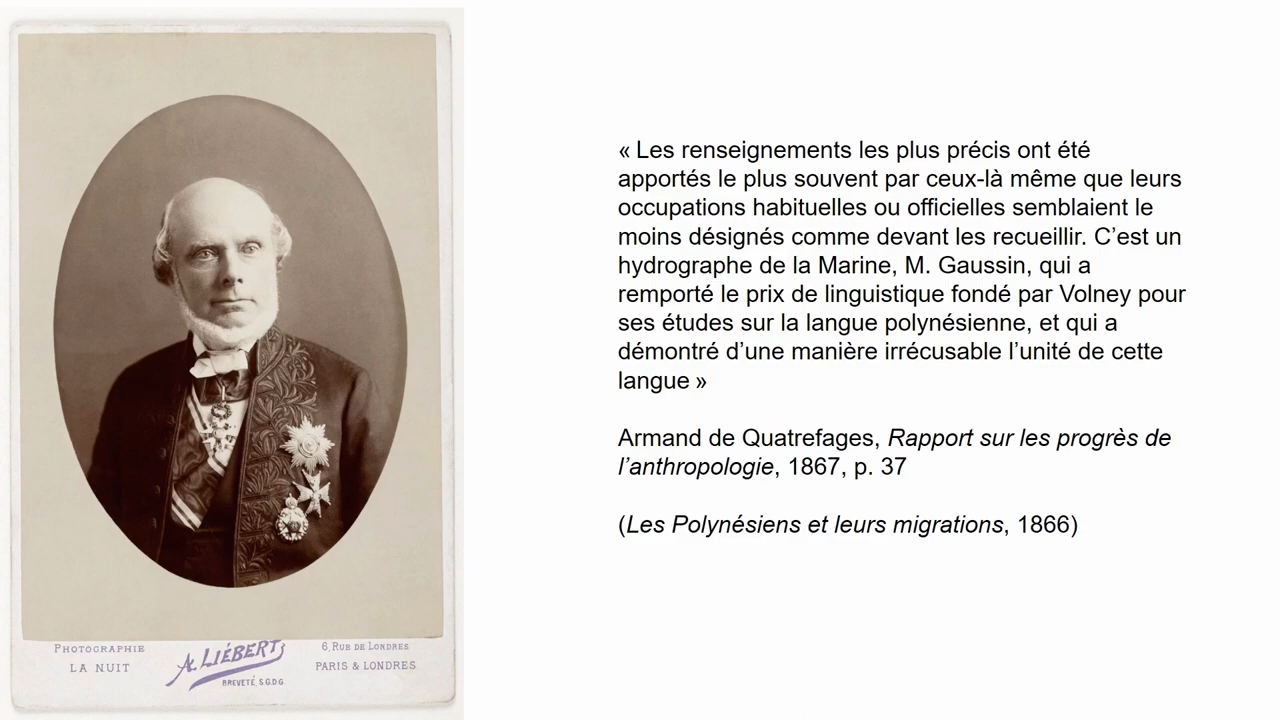 « Les renseignements les plus précis ont été
apportés le plus souvent par ceux-là même que leurs
occupations habituelles ou officielles semblaient le
moins désignés comme devant les recueillir. C’est un
hydrographe de la Marine, M. Gaussin, qui a
remporté le prix de linguistique fondé par Volney pour
ses études sur la langue polynésienne, et qui a
démontré d’une manière irrécusable l’unité de cette
langue »
Armand de Quatrefages, Rapport sur les progrès de
l’anthropologie, 1867, p. 37
(Les Polynésiens et leurs migrations, 1866)
PHOTOGRAPHIE
LA NUIT
A. LIÉBERT
BREVETÉ, S.G.D.G
6, RUE DE LONDRES
PARIS & LONDRES